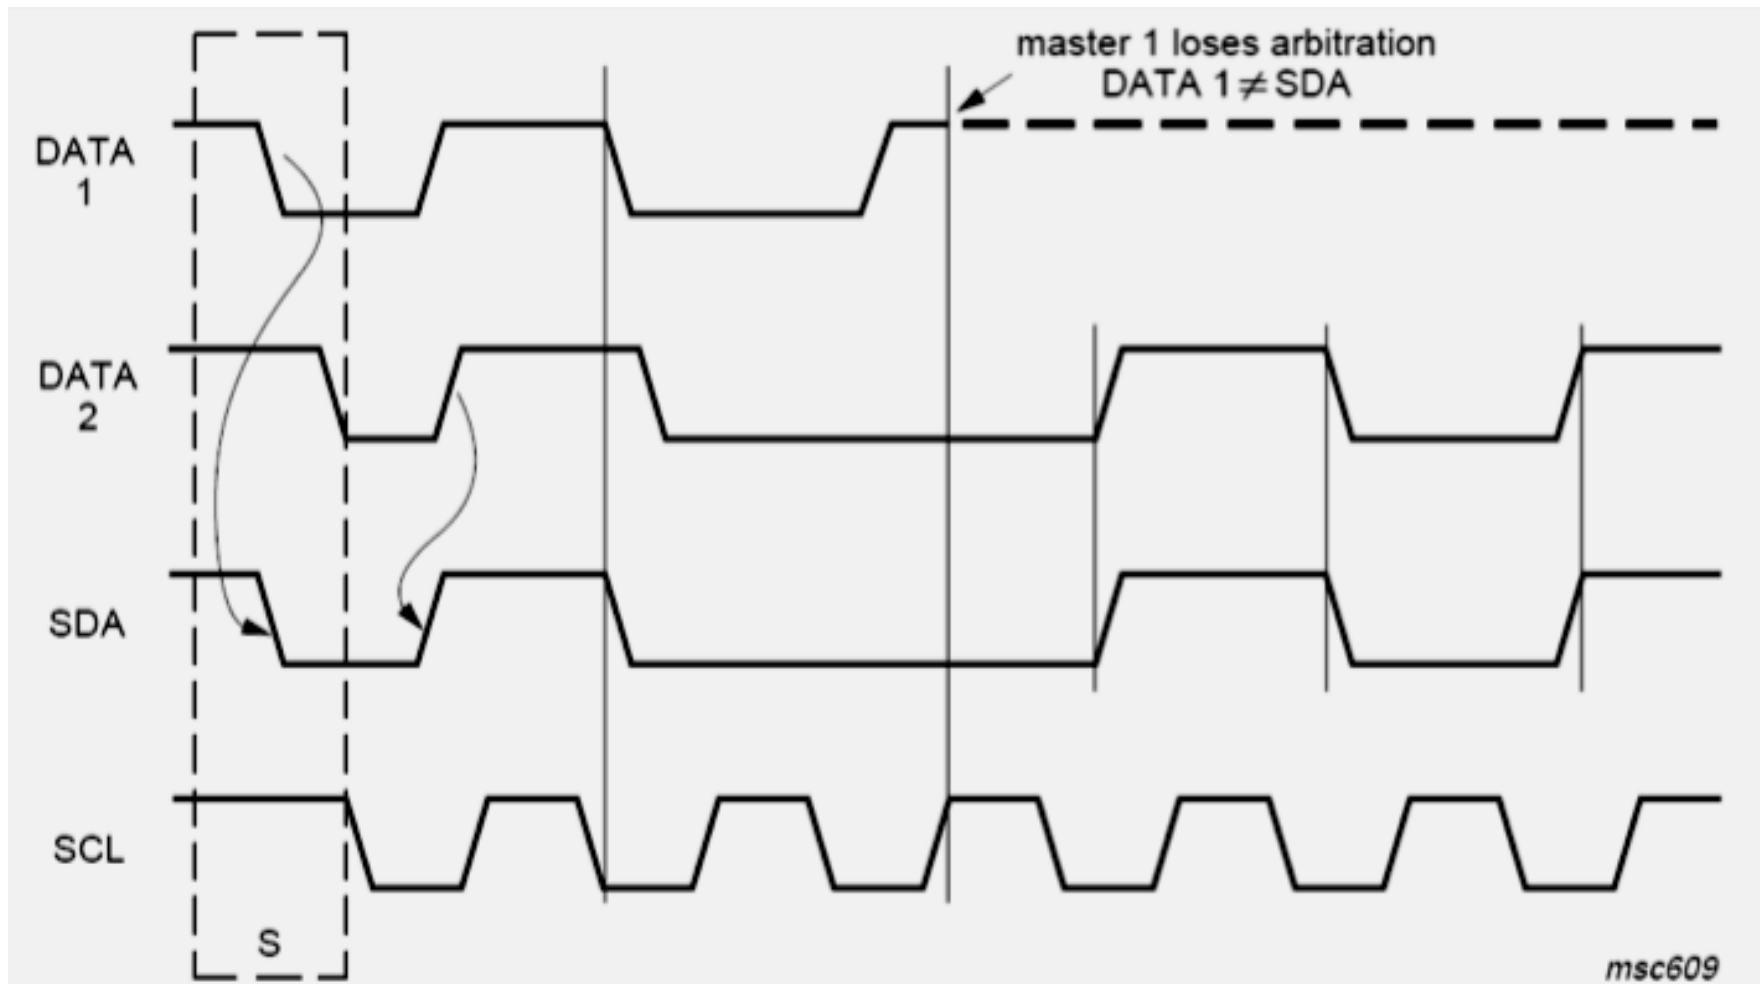 master 1 loses arbitration
DATA 1≠SDA
DATA
1
DATA
2
SDA
SCL
S
msc609